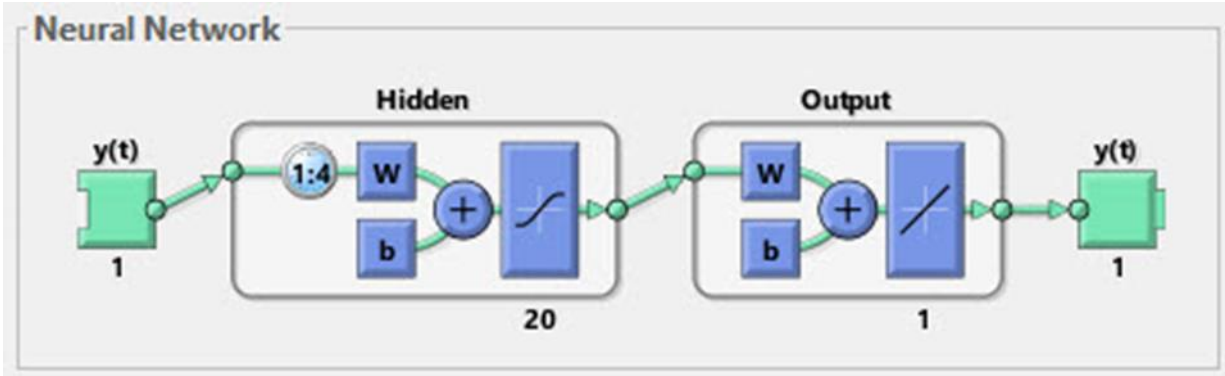 Neural Network
Hidden
Output
y(t)
1:4
W
b
+
W
b
+
y(t)
1
20
1
1